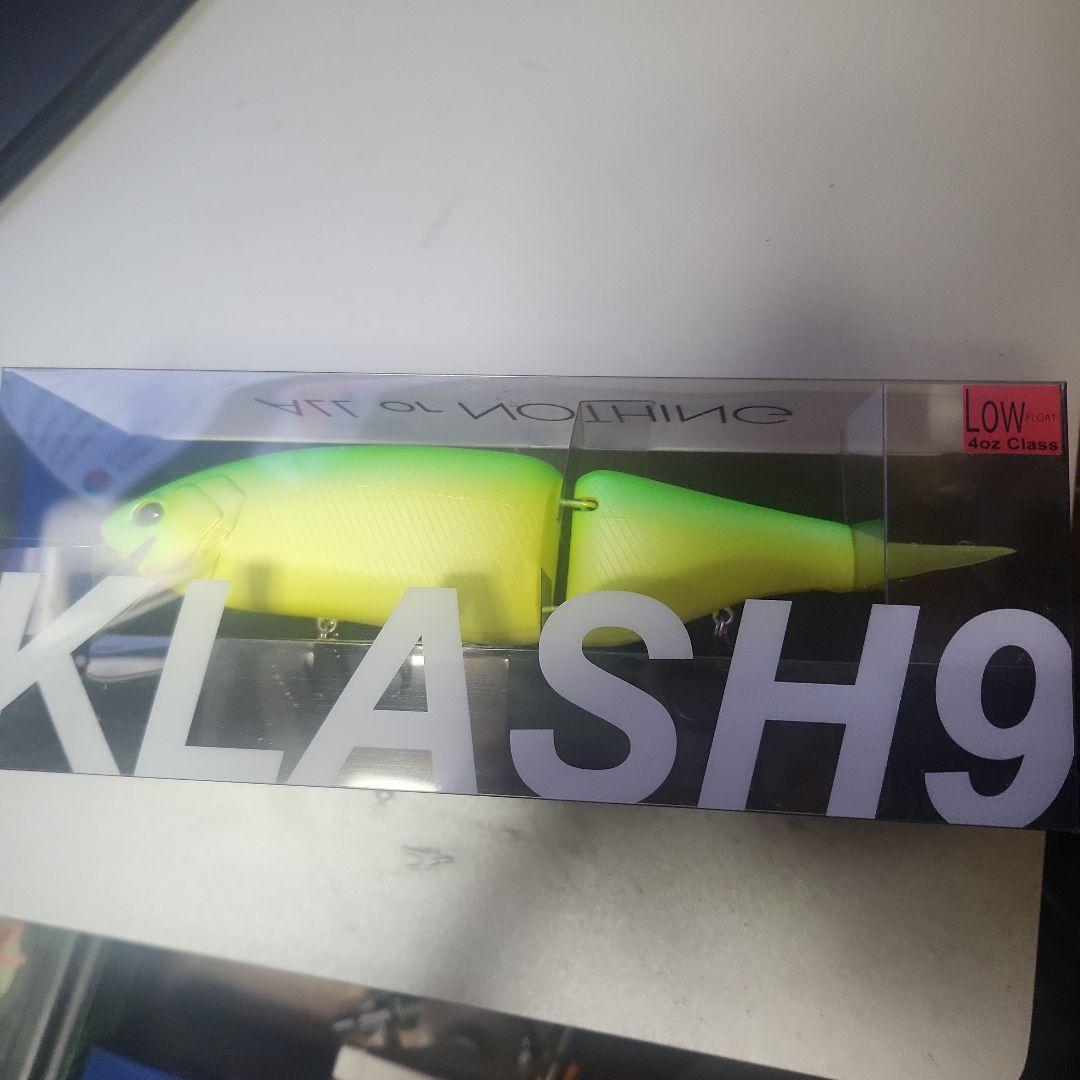 ALL or NOTHING
LOW FLOAT
4oz Class
KLASH9